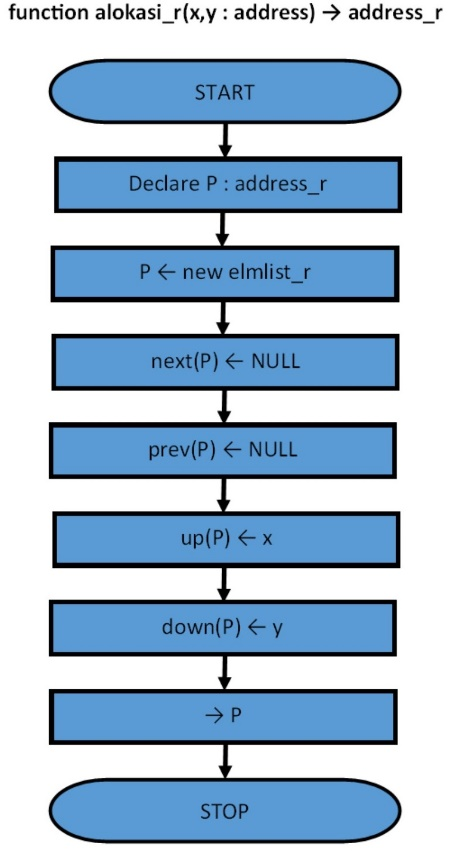 function alokasi_r(x,y : address) → address_r
START
Declare P : address_r
P ← new elmlist_r
next(P) ← NULL
prev(P) ← NULL
up(P) ← x
down(P) ← y
→ P
STOP